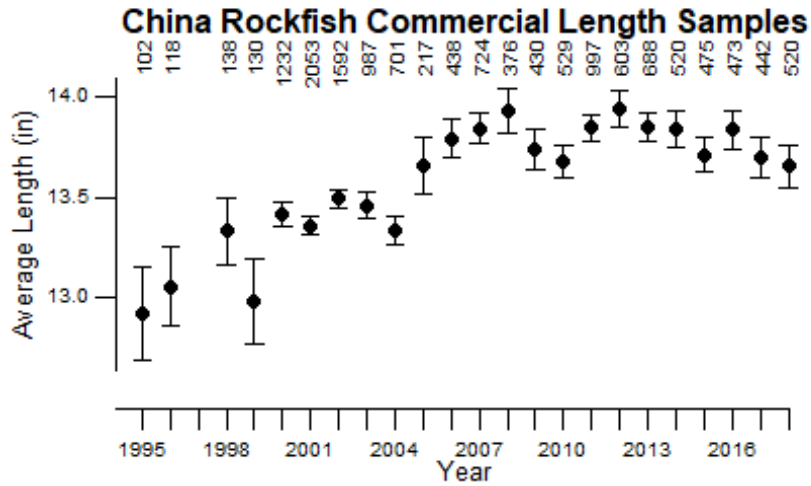 China Rockfish Commercial Length Samples
102 118 138 130 1232 2053 1592 987 701 217 438 724 376 430 529 997 603 688 520 475 473 442 520
14.0
13.5
13.0
Average Length (in)
1995 1998 2001 2004 2007 2010 2013 2016
Year